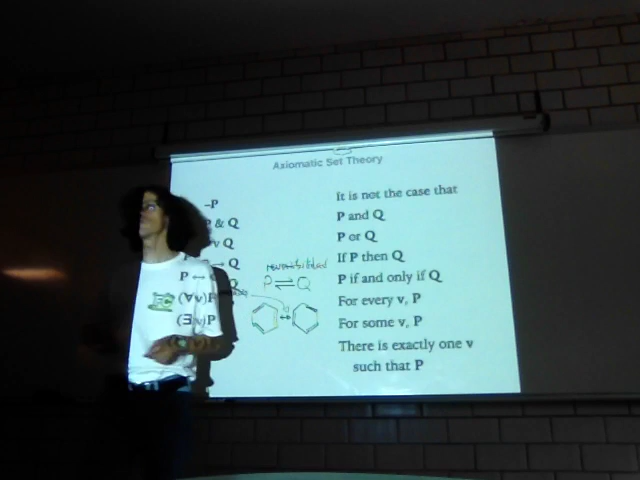 Axiomatic Set Theory
–P It is not the case that
P & Q P and Q
v Q P or Q
→ Q If P then Q
P ↔ Q P if and only if Q
(∀v)P For every v, P
(∃v)P For some v, P
There is exactly one v
such that P
P ⇌ Q